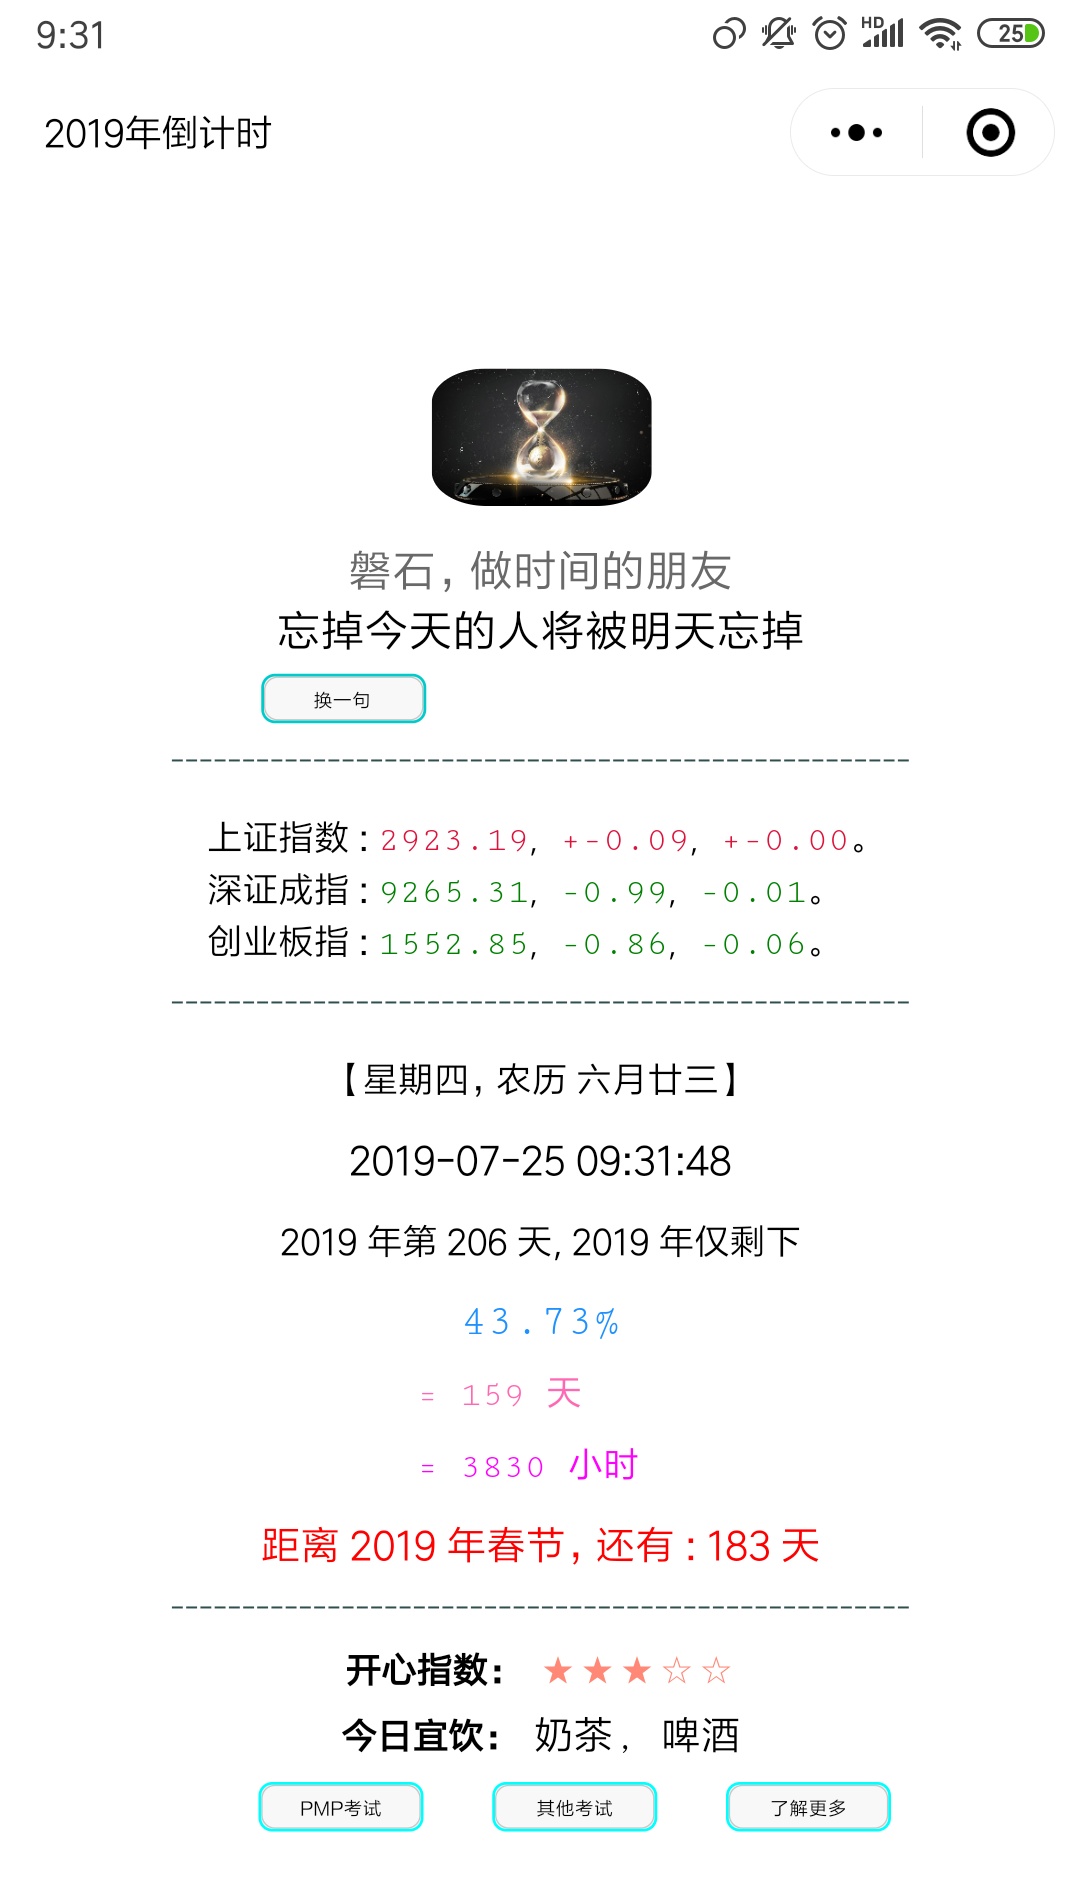 9:31
HD
25
2019年倒计时
磐石，做时间的朋友
忘掉今天的人将被明天忘掉
换一句
----------------------------------------------------
上证指数：2923.19, +-0.09, +-0.00。
深证成指：9265.31, -0.99, -0.01。
创业板指：1552.85, -0.86, -0.06。
----------------------------------------------------
【星期四，农历 六月廿三】
2019-07-25 09:31:48
2019 年第 206 天, 2019 年仅剩下
43.73%
= 159 天
= 3830 小时
距离 2019 年春节，还有：183 天
----------------------------------------------------
开心指数： ★★★☆☆
今日宜饮： 奶茶， 啤酒
PMP考试 其他考试 了解更多